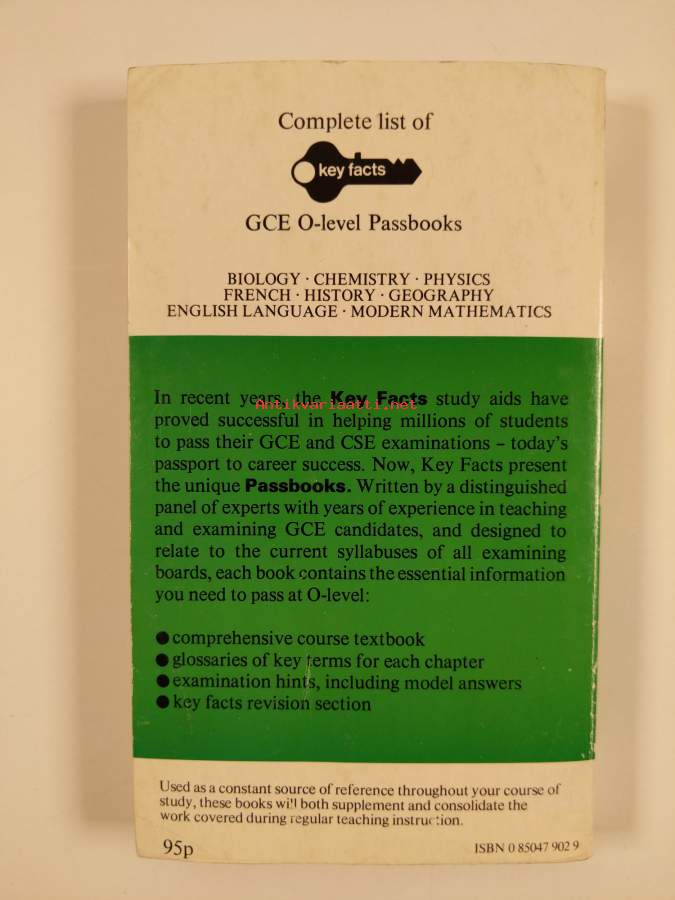 Complete list of
key facts
GCE O-level Passbooks
BIOLOGY · CHEMISTRY · PHYSICS
FRENCH · HISTORY · GEOGRAPHY
ENGLISH LANGUAGE · MODERN MATHEMATICS
In recent years, the Key Facts study aids have
Antikvariaatti.net
proved successful in helping millions of students
to pass their GCE and CSE examinations – today's
passport to career success. Now, Key Facts present
the unique Passbooks. Written by a distinguished
panel of experts with years of experience in teaching
and examining GCE candidates, and designed to
relate to the current syllabuses of all examining
boards, each book contains the essential information
you need to pass at O-level:
● comprehensive course textbook
● glossaries of key terms for each chapter
● examination hints, including model answers
● key facts revision section
Used as a constant source of reference throughout your course of
study, these books will both supplement and consolidate the
work covered during regular teaching instruction.
95p
ISBN 0 85047 902 9